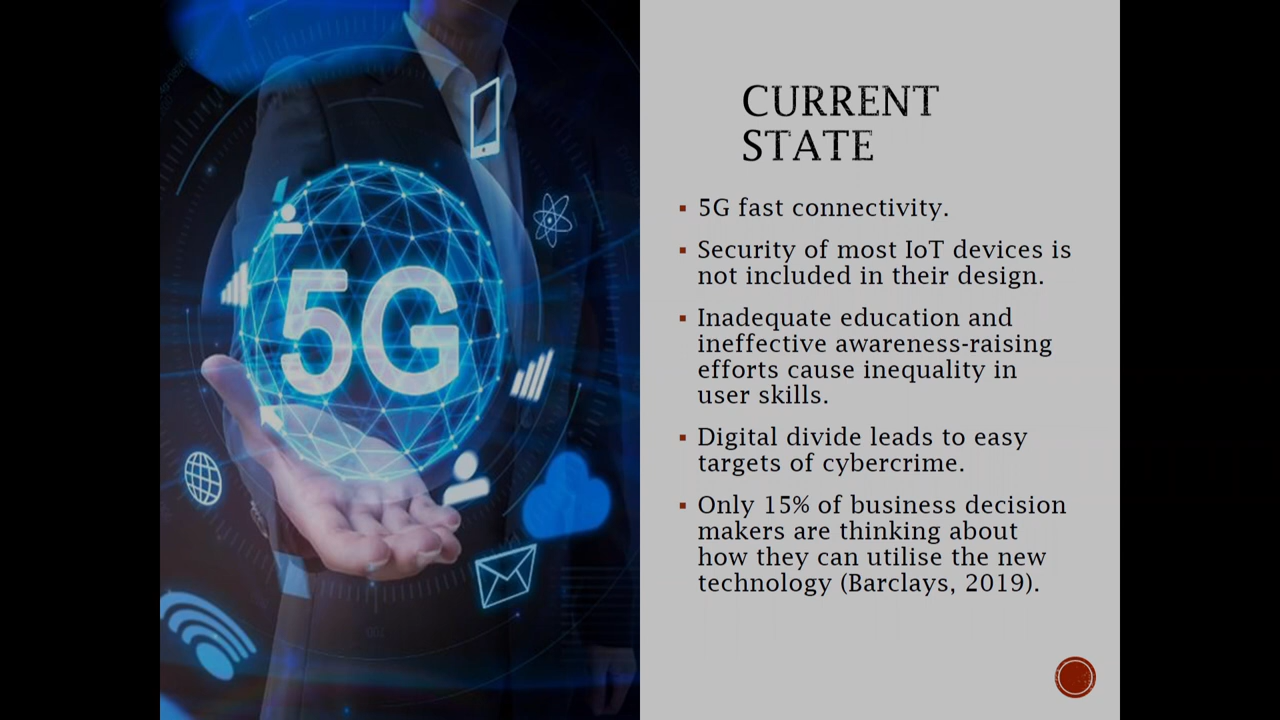 5G
CURRENT
STATE
▪ 5G fast connectivity.
▪ Security of most IoT devices is
not included in their design.
▪ Inadequate education and
ineffective awareness-raising
efforts cause inequality in
user skills.
▪ Digital divide leads to easy
targets of cybercrime.
▪ Only 15% of business decision
makers are thinking about
how they can utilise the new
technology (Barclays, 2019).